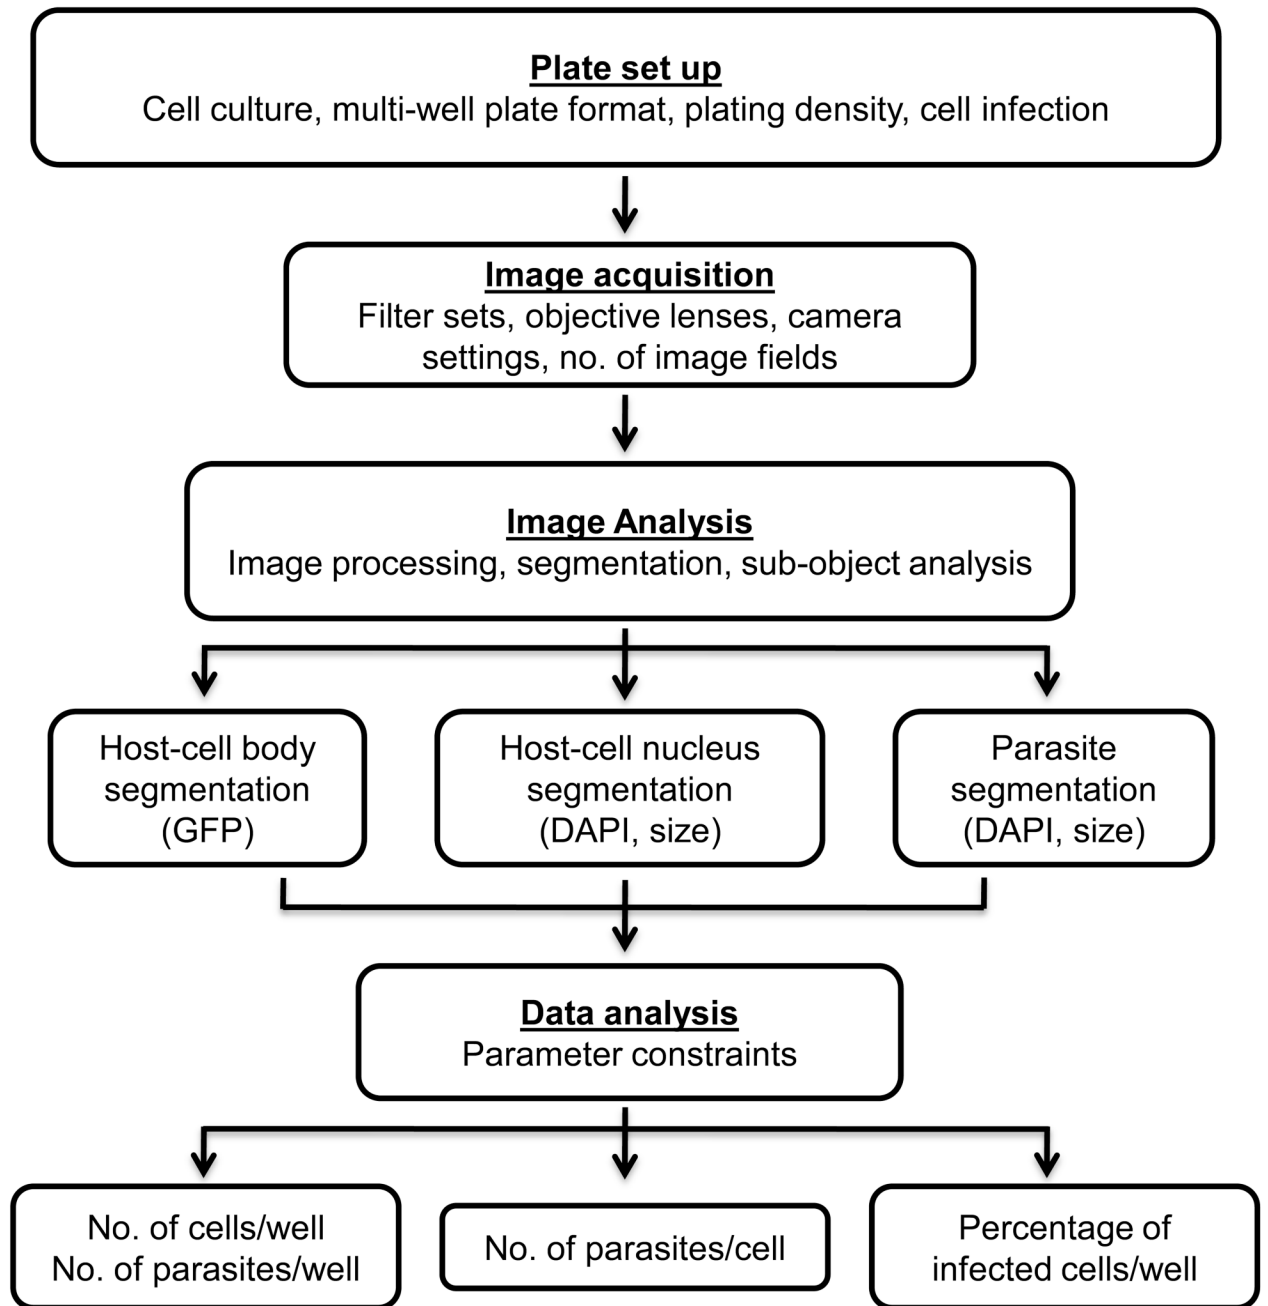 Plate set up
Cell culture, multi-well plate format, plating density, cell infection
Image acquisition
Filter sets, objective lenses, camera
settings, no. of image fields
Image Analysis
Image processing, segmentation, sub-object analysis
Host-cell body
segmentation
(GFP)
Host-cell nucleus
segmentation
(DAPI, size)
Parasite
segmentation
(DAPI, size)
Data analysis
Parameter constraints
No. of cells/well
No. of parasites/well
No. of parasites/cell
Percentage of
infected cells/well